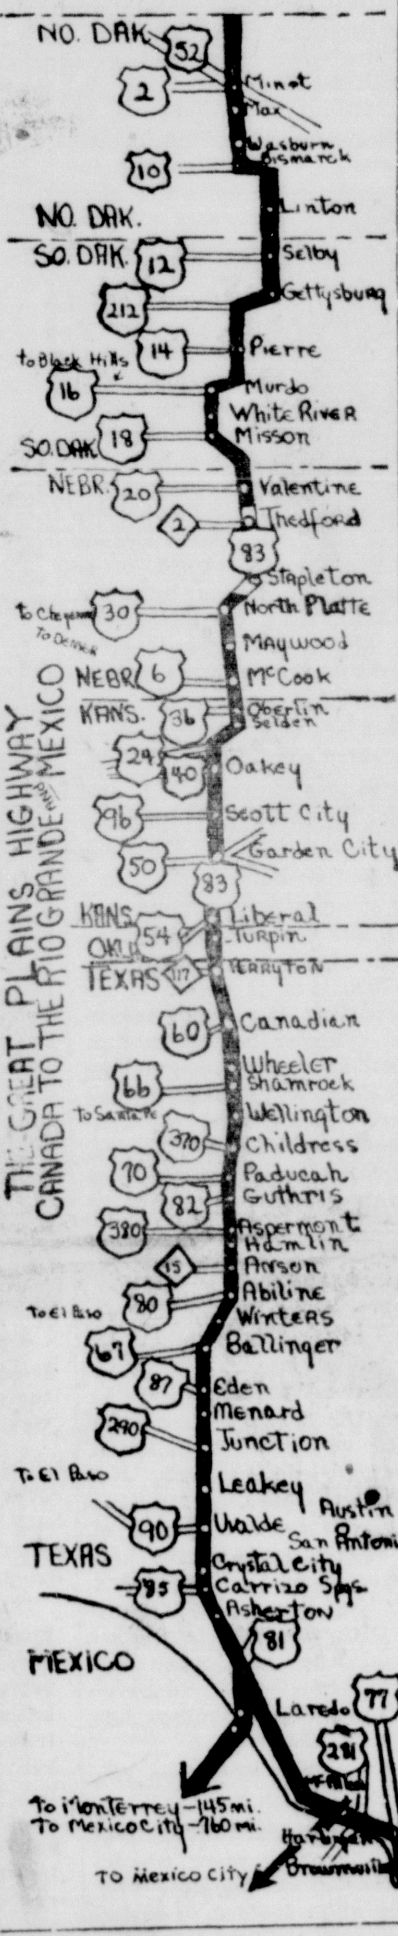 NO. DAK.
52
2
Minot
Max
Wasburn
Bismarck
10
Linton
NO. DAK.
SO. DAK.
12
Selby
Gettysburg
212
14
Pierre
to Black Hills
16
Murdo
White River
SO. DAK
18
Misson
NEBR.
20
Valentine
2
Thedford
83
Stapleton
to Cheyenne
30
North Platte
To Denver
Maywood
NEBR
6
McCook
KANS.
36
Oberlin
Selden
24
40
Oakey
96
Scott City
50
Garden City
83
KANS
54
Liberal
OKLA
Turpin
TEXAS
117
Perryton
60
Canadian
Wheeler
66
Shamrock
To Santa Fe
Wellington
370
Childress
70
Paducah
82
Guthris
380
Aspermont
Hamlin
15
Anson
80
Abiline
To El Paso
Winters
67
Ballinger
87
Eden
Menard
290
Junction
To El Paso
Leakey
Austin
90
Uvalde
San Antoni
TEXAS
Crystal City
85
Carrizo Spgs.
Asherton
81
MEXICO
Laredo
77
281
To Monterrey-145 mi.
To Mexico City-760 mi.
To Mexico City
THE GREAT PLAINS HIGHWAY
CANADA TO THE RIO GRANDE AND MEXICO